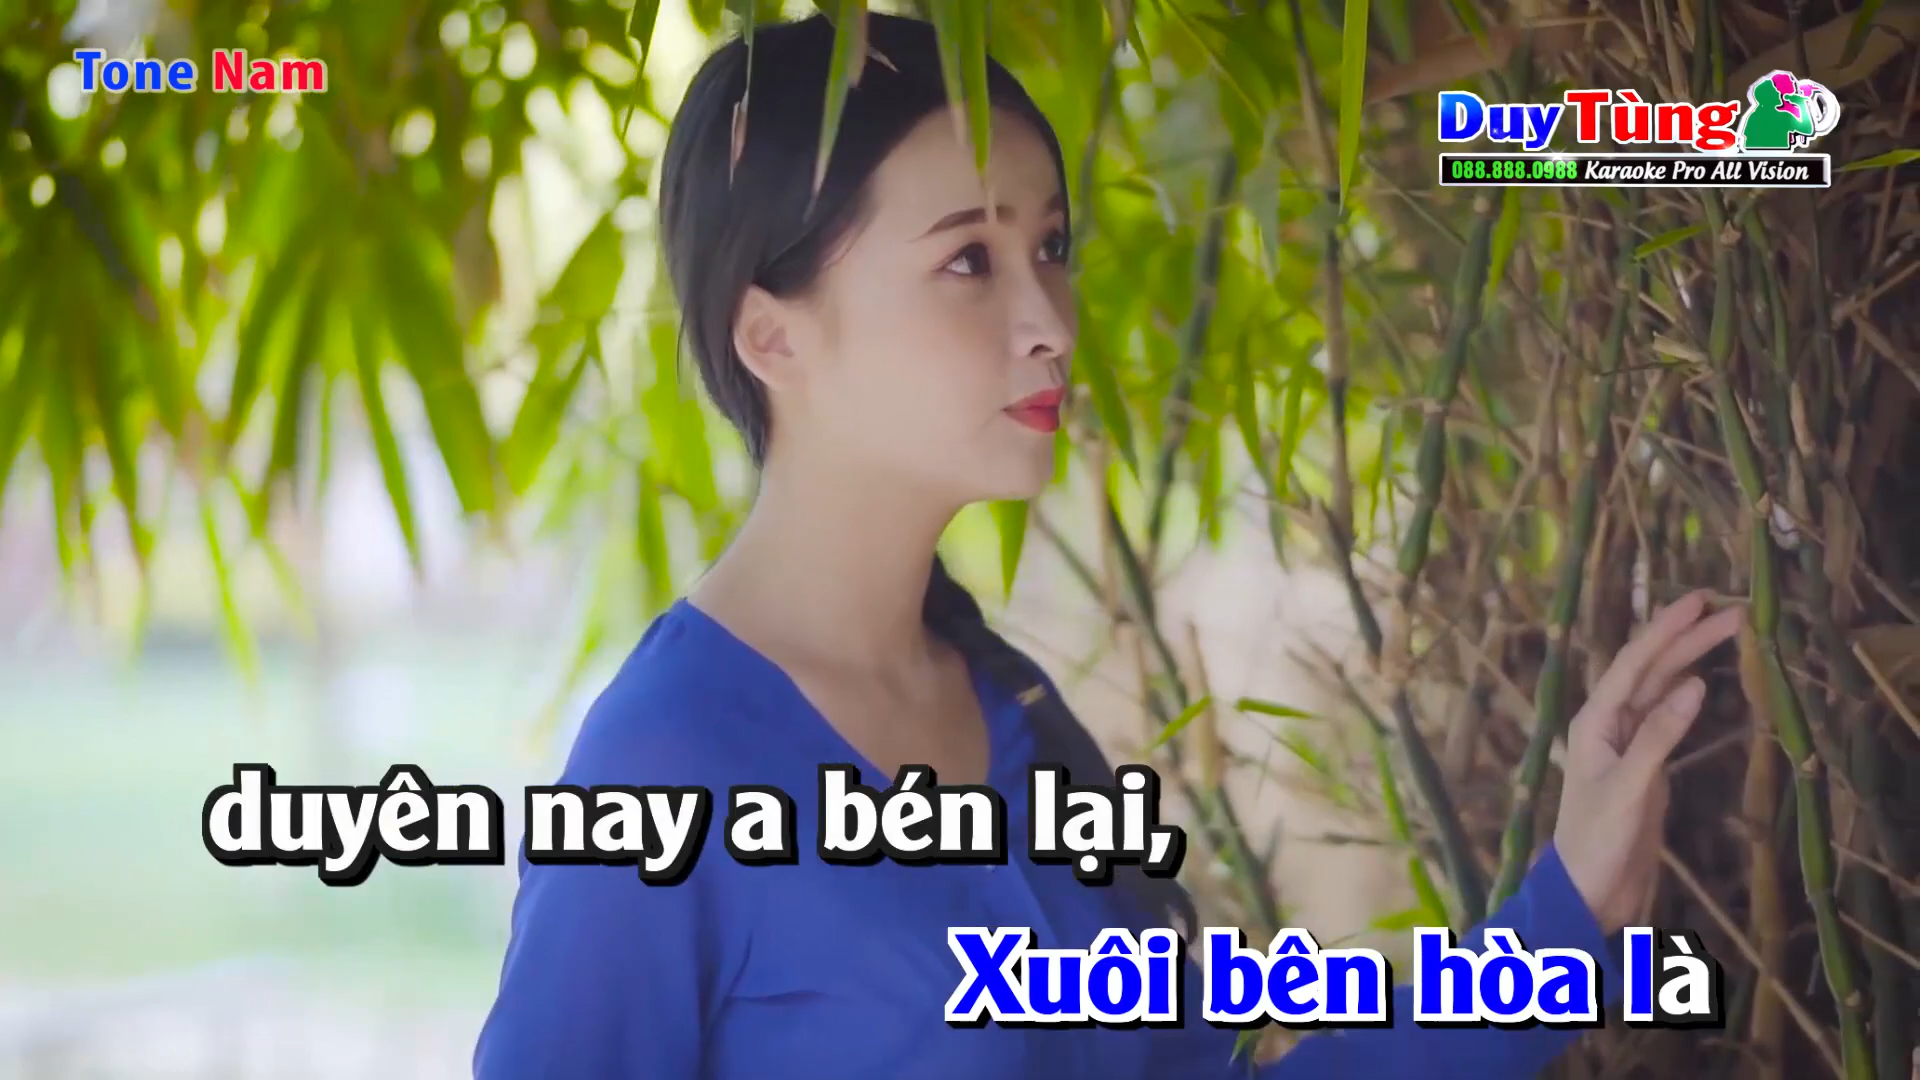 Tone Nam
Duy Tùng
088.888.0988 Karaoke Pro All Vision
duyên nay a bén lại,
Xuôi bên hòa là